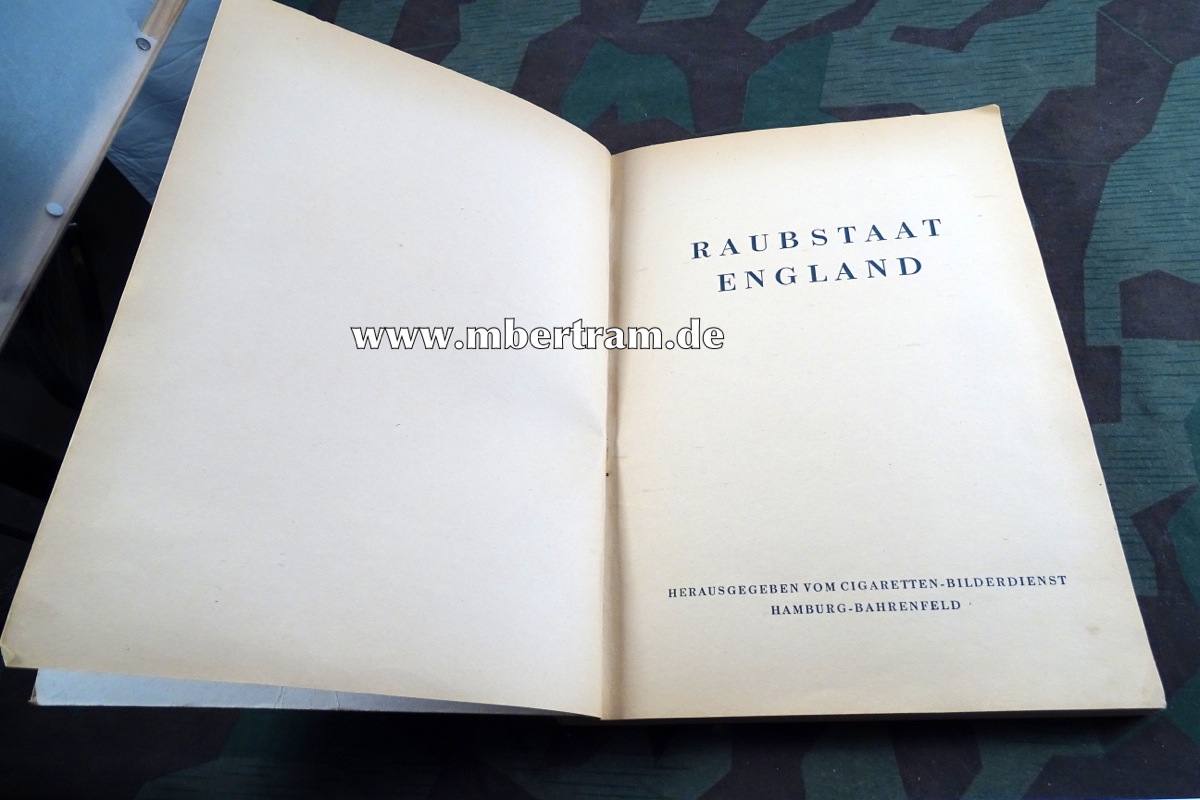 RAUBSTAAT
ENGLAND
www.mbertram.de
HERAUSGEGEBEN VOM CIGARETTEN-BILDERDIENST
HAMBURG-BAHRENFELD